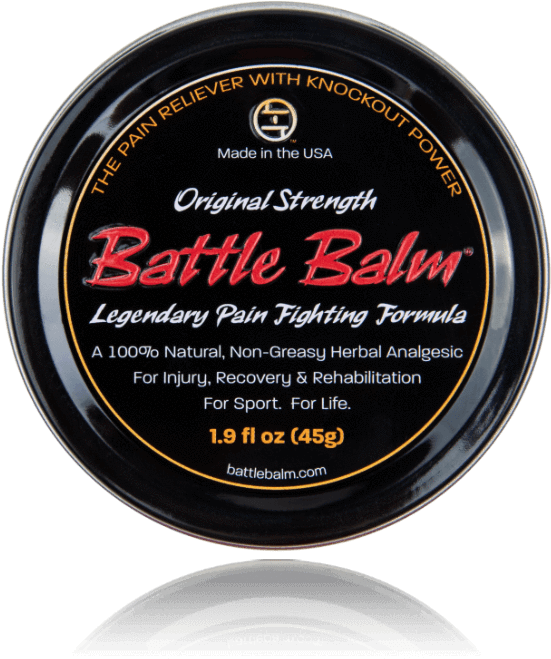 THE PAIN RELIEVER WITH KNOCKOUT POWER
™
Made in the USA
Original Strength
Battle Balm™
Legendary Pain Fighting Formula
A 100% Natural, Non-Greasy Herbal Analgesic
For Injury, Recovery & Rehabilitation
For Sport. For Life.
1.9 fl oz (45g)
battlebalm.com